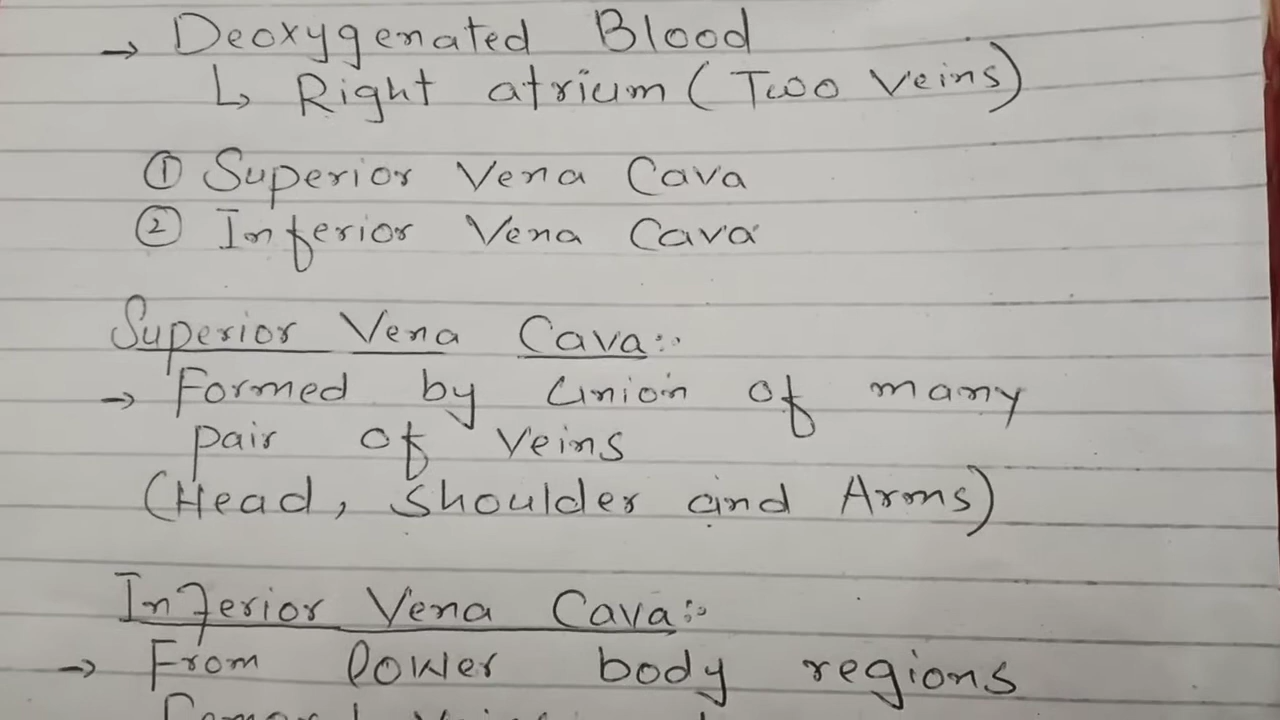 → Deoxygenated Blood
↳ Right atrium (Two Veins)
① Superior Vena Cava
② Inferior Vena Cava
Superior Vena Cava:-
→ Formed by union of many
pair of veins
(Head, Shoulder and Arms)
Inferior Vena Cava:-
→ From lower body regions